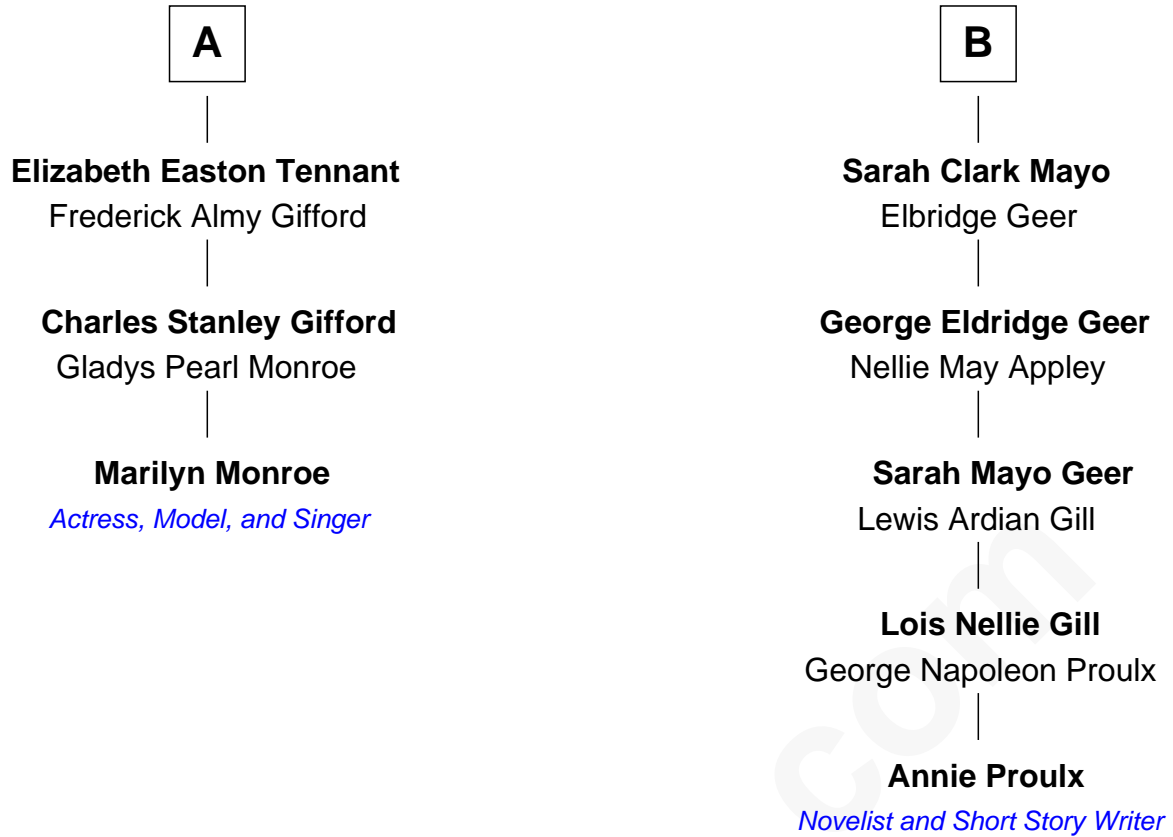 A
Elizabeth Easton Tennant
Frederick Almy Gifford
Charles Stanley Gifford
Gladys Pearl Monroe
Marilyn Monroe
Actress, Model, and Singer
B
Sarah Clark Mayo
Elbridge Geer
George Eldridge Geer
Nellie May Appley
Sarah Mayo Geer
Lewis Ardian Gill
Lois Nellie Gill
George Napoleon Proulx
Annie Proulx
Novelist and Short Story Writer
com